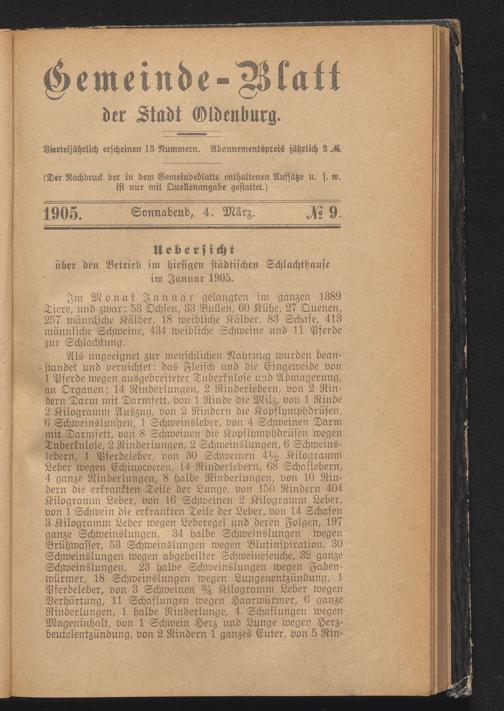 Gemeinde-Blatt
der Stadt Oldenburg.
Vierteljährlich erscheinen 13 Nummern. Abonnementspreis jährlich 2 ℳ.
(Der Nachdruck der in dem Gemeindeblatte enthaltenen Aufsätze u. s. w.
ist nur mit Quellenangabe gestattet.)
1905. Sonnabend, 4. März. № 9.
Uebersicht
über den Betrieb im hiesigen städtischen Schlachthause
im Januar 1905.
Im Monat Januar gelangten im ganzen 1389
Tiere, und zwar: 53 Ochsen, 33 Bullen, 60 Kühe, 27 Quenen,
257 männliche Kälber, 18 weibliche Kälber, 83 Schafe, 413
männliche Schweine, 434 weibliche Schweine und 11 Pferde
zur Schlachtung.
Als ungeeignet zur menschlichen Nahrung wurden bean-
standet und vernichtet: das Fleisch und die Eingeweide von
1 Pferde wegen ausgebreiteter Tuberkulose und Abmagerung,
an Organen: 14 Rinderlungen, 2 Rinderlebern, von 2 Rin-
dern Darm mit Darmfett, von 1 Rinde die Milz, von 1 Rinde
2 Kilogramm Auszug, von 2 Rindern die Kopflymphdrüsen,
6 Schweinslungen, 1 Schweinsleber, von 4 Schweinen Darm
mit Darmfett, von 8 Schweinen die Kopflymphdrüsen wegen
Tuberkulose, 2 Rinderlungen, 2 Schweinslungen, 6 Schweins-
lebern, 1 Pferdeleber, von 30 Schweinen 4½ Kilogramm
Leber wegen Echinococcen, 14 Rinderlebern, 68 Schaflebern,
4 ganze Rinderlungen, 8 halbe Rinderlungen, von 10 Rin-
dern die erkrankten Teile der Lunge, von 150 Rindern 404
Kilogramm Leber, von 16 Schweinen 2 Kilogramm Leber,
von 1 Schwein die erkrankten Teile der Leber, von 14 Schafen
3 Kilogramm Leber wegen Leberegel und deren Folgen, 197
ganze Schweinslungen, 34 halbe Schweinslungen wegen
Brühwasser, 53 Schweinslungen wegen Blutinspiration, 30
Schweinslungen wegen abgeheilter Schweineseuche, 32 ganze
Schweinslungen, 23 halbe Schweinslungen wegen Faden-
würmer, 18 Schweinslungen wegen Lungenentzündung, 1
Pferdeleber, von 3 Schweinen ¾ Kilogramm Leber wegen
Verhärtung, 11 Schaflungen wegen Haarwürmer, 6 ganze
Rinderlungen, 1 halbe Rinderlunge, 4 Schaflungen wegen
Mageninhalt, von 1 Schwein Herz und Lunge wegen Herz-
beutelentzündung, von 2 Rindern 1 ganzes Euter, von 5 Rin-